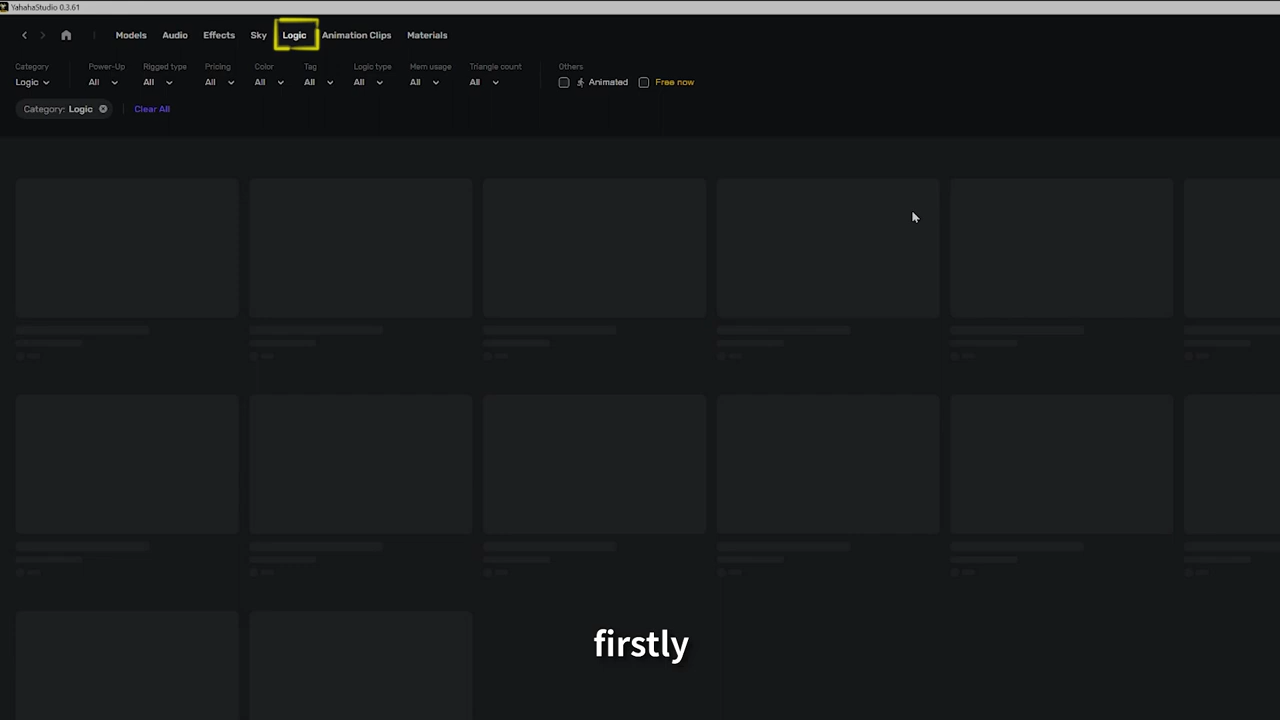 YahahaStudio 0.3.61
Models Audio Effects Sky Logic Animation Clips Materials
Category Power-Up Rigged type Pricing Color Tag Logic type Mem usage Triangle count Others
Logic All All All All All All All All Animated Free now
Category: Logic Clear All
firstly